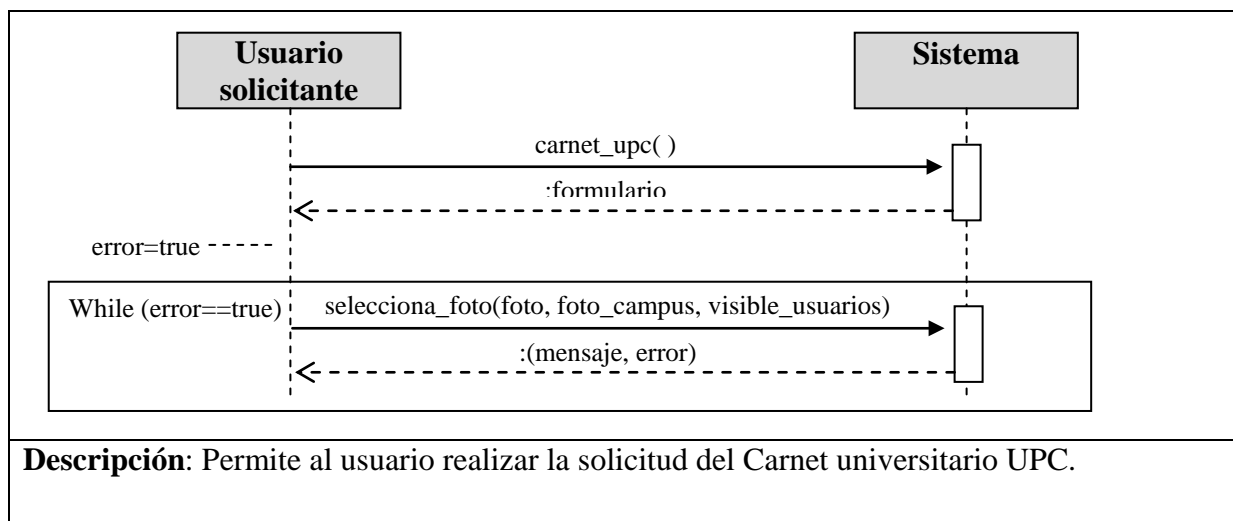 Usuario
solicitante
Sistema
carnet_upc( )
:formulario
error=true
While (error==true)
selecciona_foto(foto, foto_campus, visible_usuarios)
:(mensaje, error)
Descripción: Permite al usuario realizar la solicitud del Carnet universitario UPC.